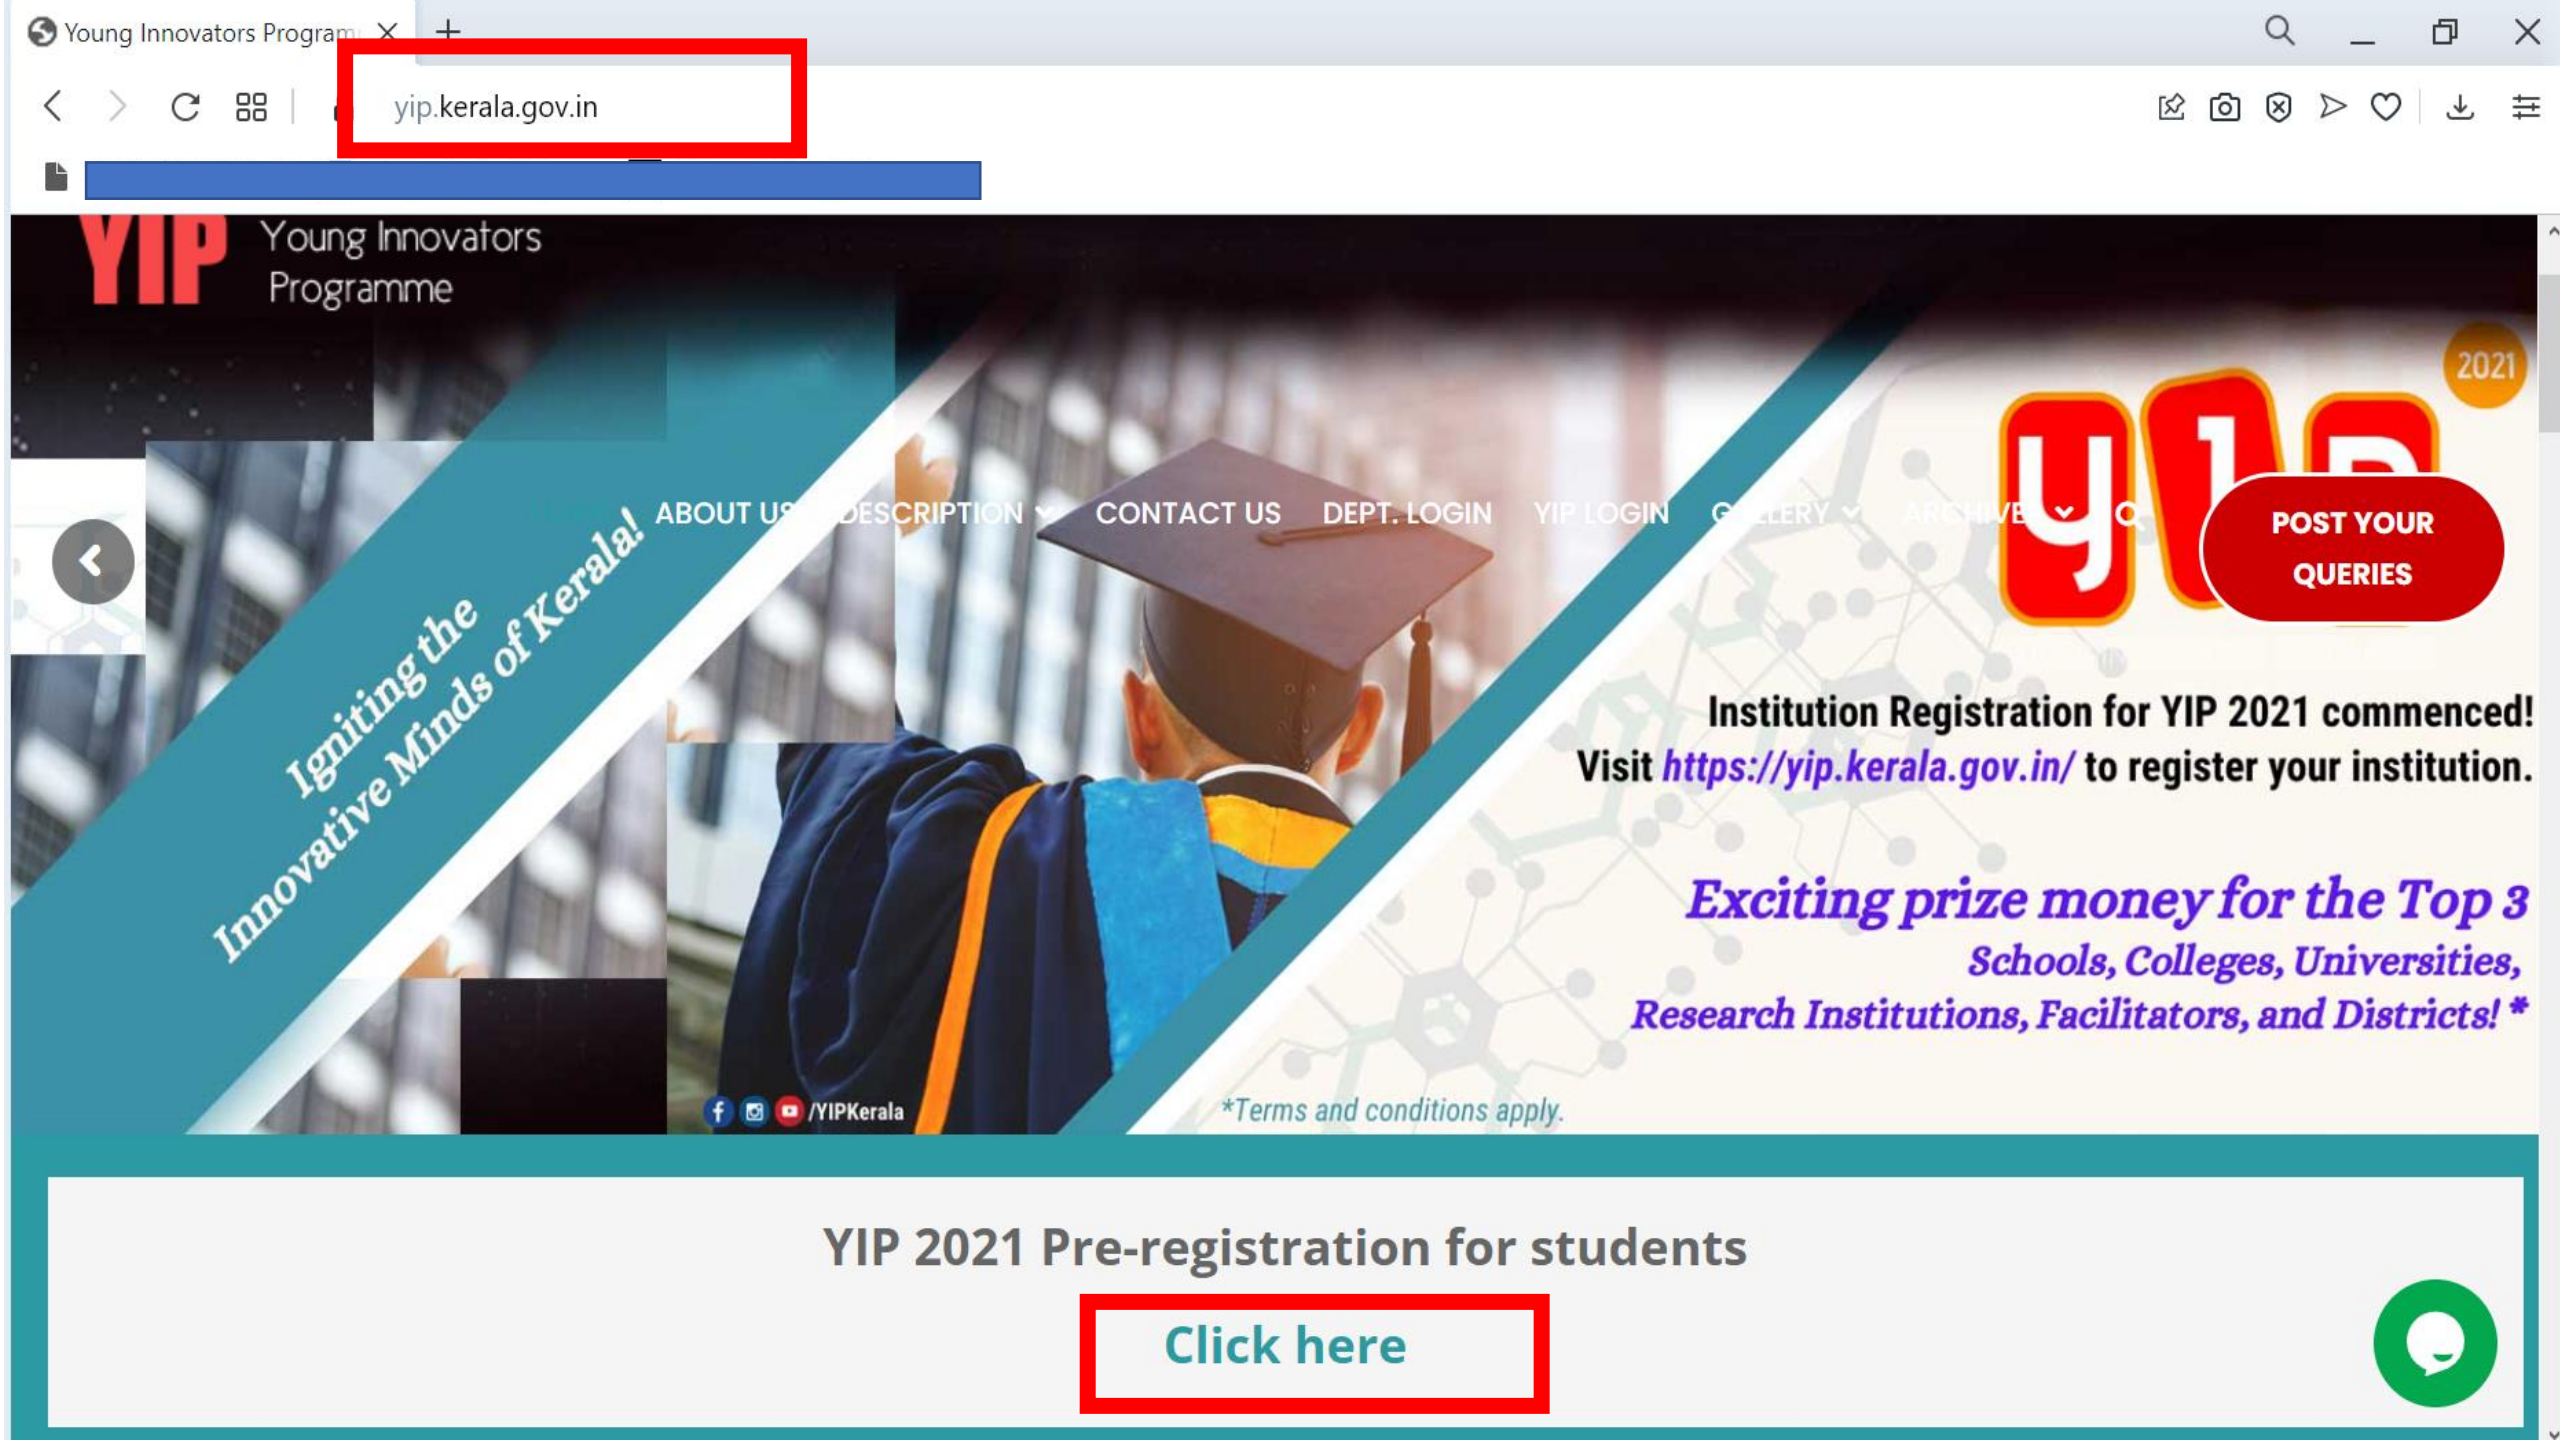 Young Innovators Program
yip.kerala.gov.in
YIP Young Innovators
Programme
2021
yip
ABOUT US DESCRIPTION CONTACT US DEPT. LOGIN YIP LOGIN GALLERY ARCHIVE
POST YOUR
QUERIES
Igniting the
Innovative Minds of Kerala!
Institution Registration for YIP 2021 commenced!
Visit https://yip.kerala.gov.in/ to register your institution.
Exciting prize money for the Top 3
Schools, Colleges, Universities,
Research Institutions, Facilitators, and Districts! *
/YIPKerala
*Terms and conditions apply.
YIP 2021 Pre-registration for students
Click here